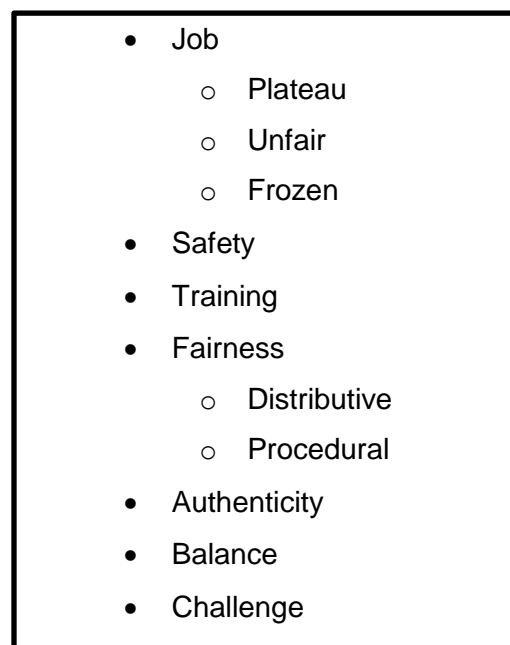 • Job
o Plateau
o Unfair
o Frozen
• Safety
• Training
• Fairness
o Distributive
o Procedural
• Authenticity
• Balance
• Challenge